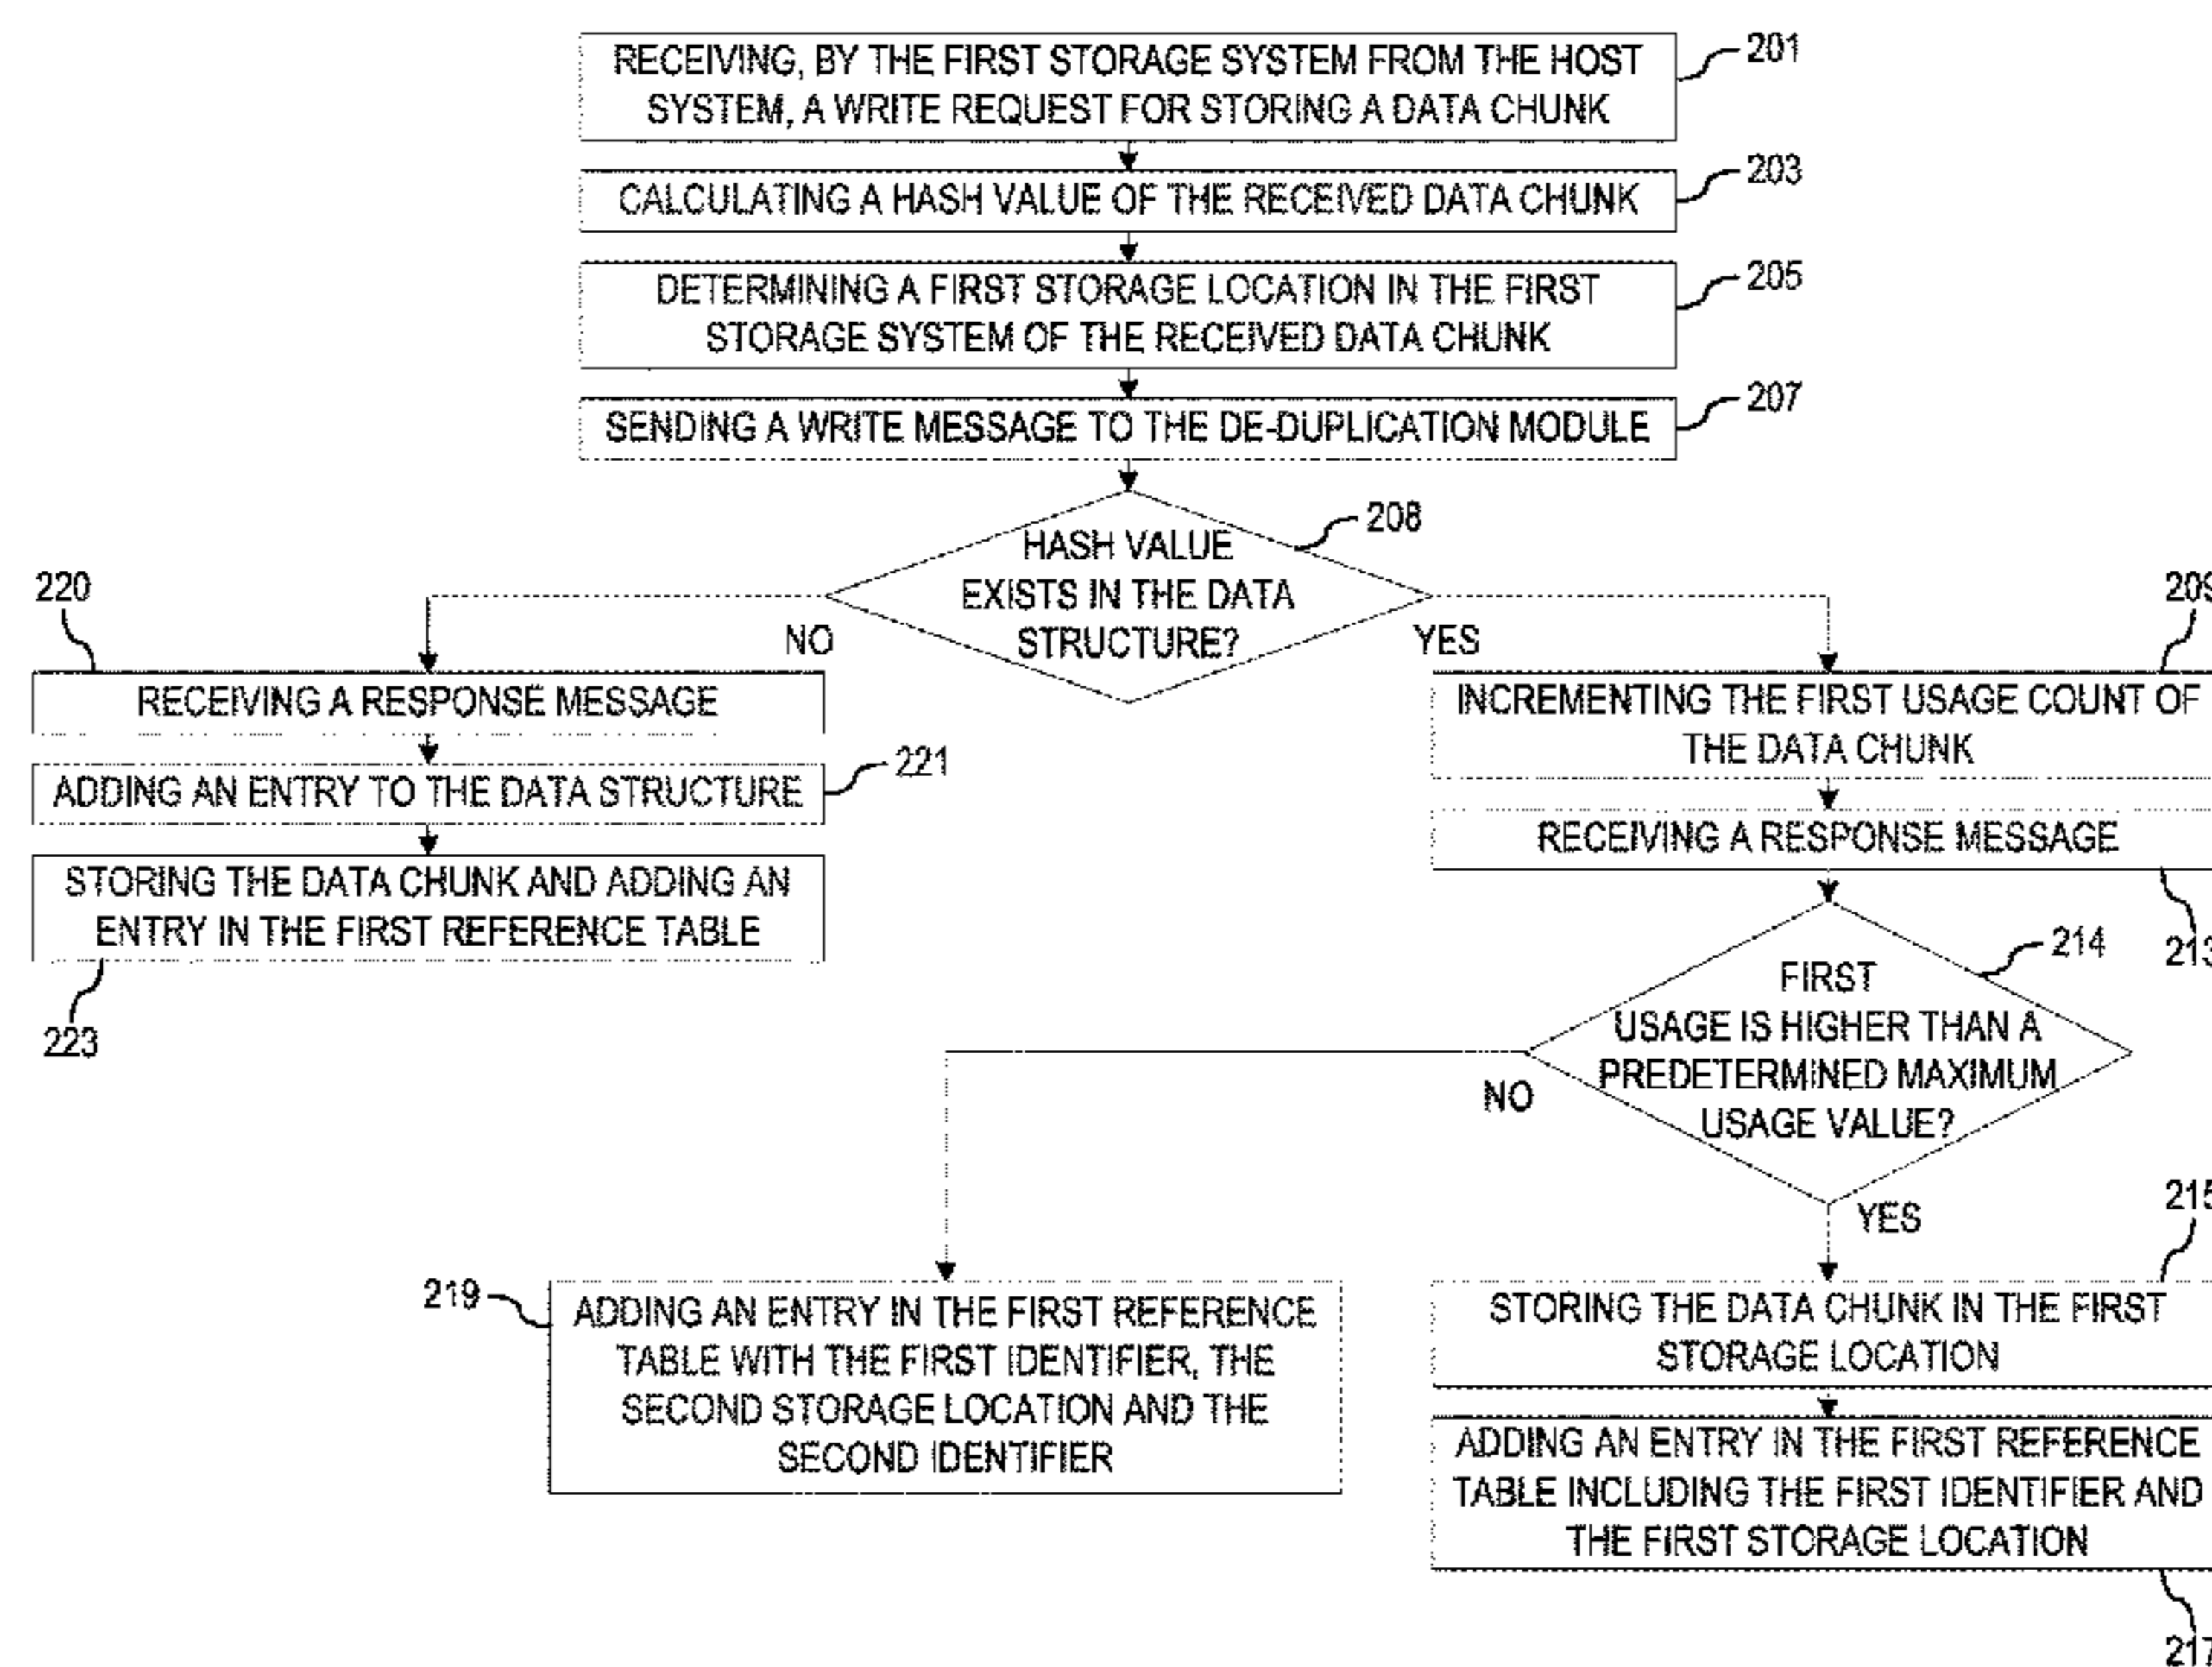 RECEIVING, BY THE FIRST STORAGE SYSTEM FROM THE HOST
SYSTEM, A WRITE REQUEST FOR STORING A DATA CHUNK
201
CALCULATING A HASH VALUE OF THE RECEIVED DATA CHUNK
203
DETERMINING A FIRST STORAGE LOCATION IN THE FIRST
STORAGE SYSTEM OF THE RECEIVED DATA CHUNK
205
SENDING A WRITE MESSAGE TO THE DE-DUPLICATION MODULE
207
HASH VALUE
EXISTS IN THE DATA
STRUCTURE?
208
NO
YES
220
RECEIVING A RESPONSE MESSAGE
ADDING AN ENTRY TO THE DATA STRUCTURE
221
STORING THE DATA CHUNK AND ADDING AN
ENTRY IN THE FIRST REFERENCE TABLE
223
209
INCREMENTING THE FIRST USAGE COUNT OF
THE DATA CHUNK
RECEIVING A RESPONSE MESSAGE
213
FIRST
USAGE IS HIGHER THAN A
PREDETERMINED MAXIMUM
USAGE VALUE?
214
NO
YES
219
ADDING AN ENTRY IN THE FIRST REFERENCE
TABLE WITH THE FIRST IDENTIFIER, THE
SECOND STORAGE LOCATION AND THE
SECOND IDENTIFIER
215
STORING THE DATA CHUNK IN THE FIRST
STORAGE LOCATION
ADDING AN ENTRY IN THE FIRST REFERENCE
TABLE INCLUDING THE FIRST IDENTIFIER AND
THE FIRST STORAGE LOCATION
217